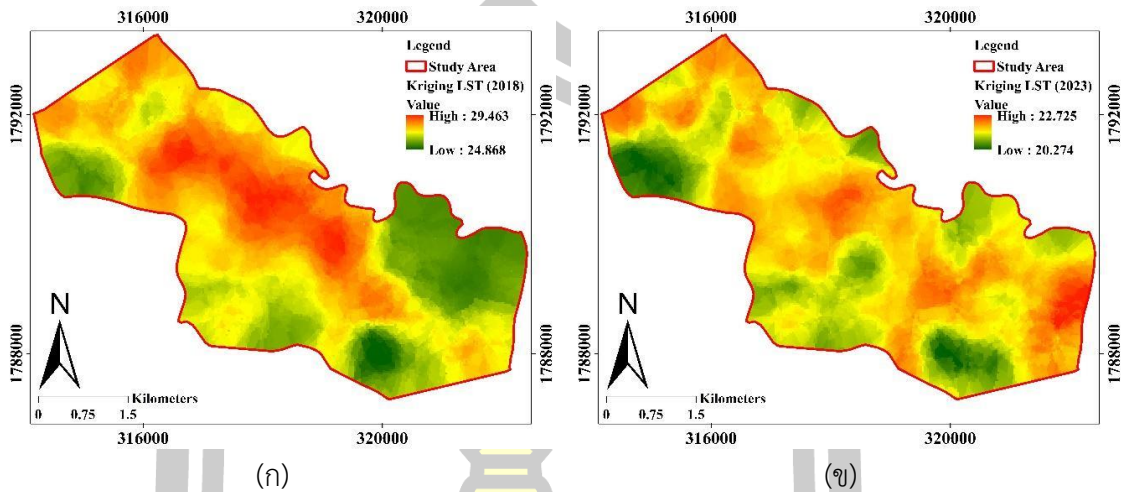 316000
320000
Legend
Study Area
Kriging LST (2018)
Value
High : 29.463
Low : 24.868
1792000
1792000
1788000
1788000
N
Kilometers
0 0.75 1.5
316000
320000
(ก)
316000
320000
Legend
Study Area
Kriging LST (2023)
Value
High : 22.725
Low : 20.274
1792000
1788000
N
Kilometers
0 0.75 1.5
316000
320000
(ข)